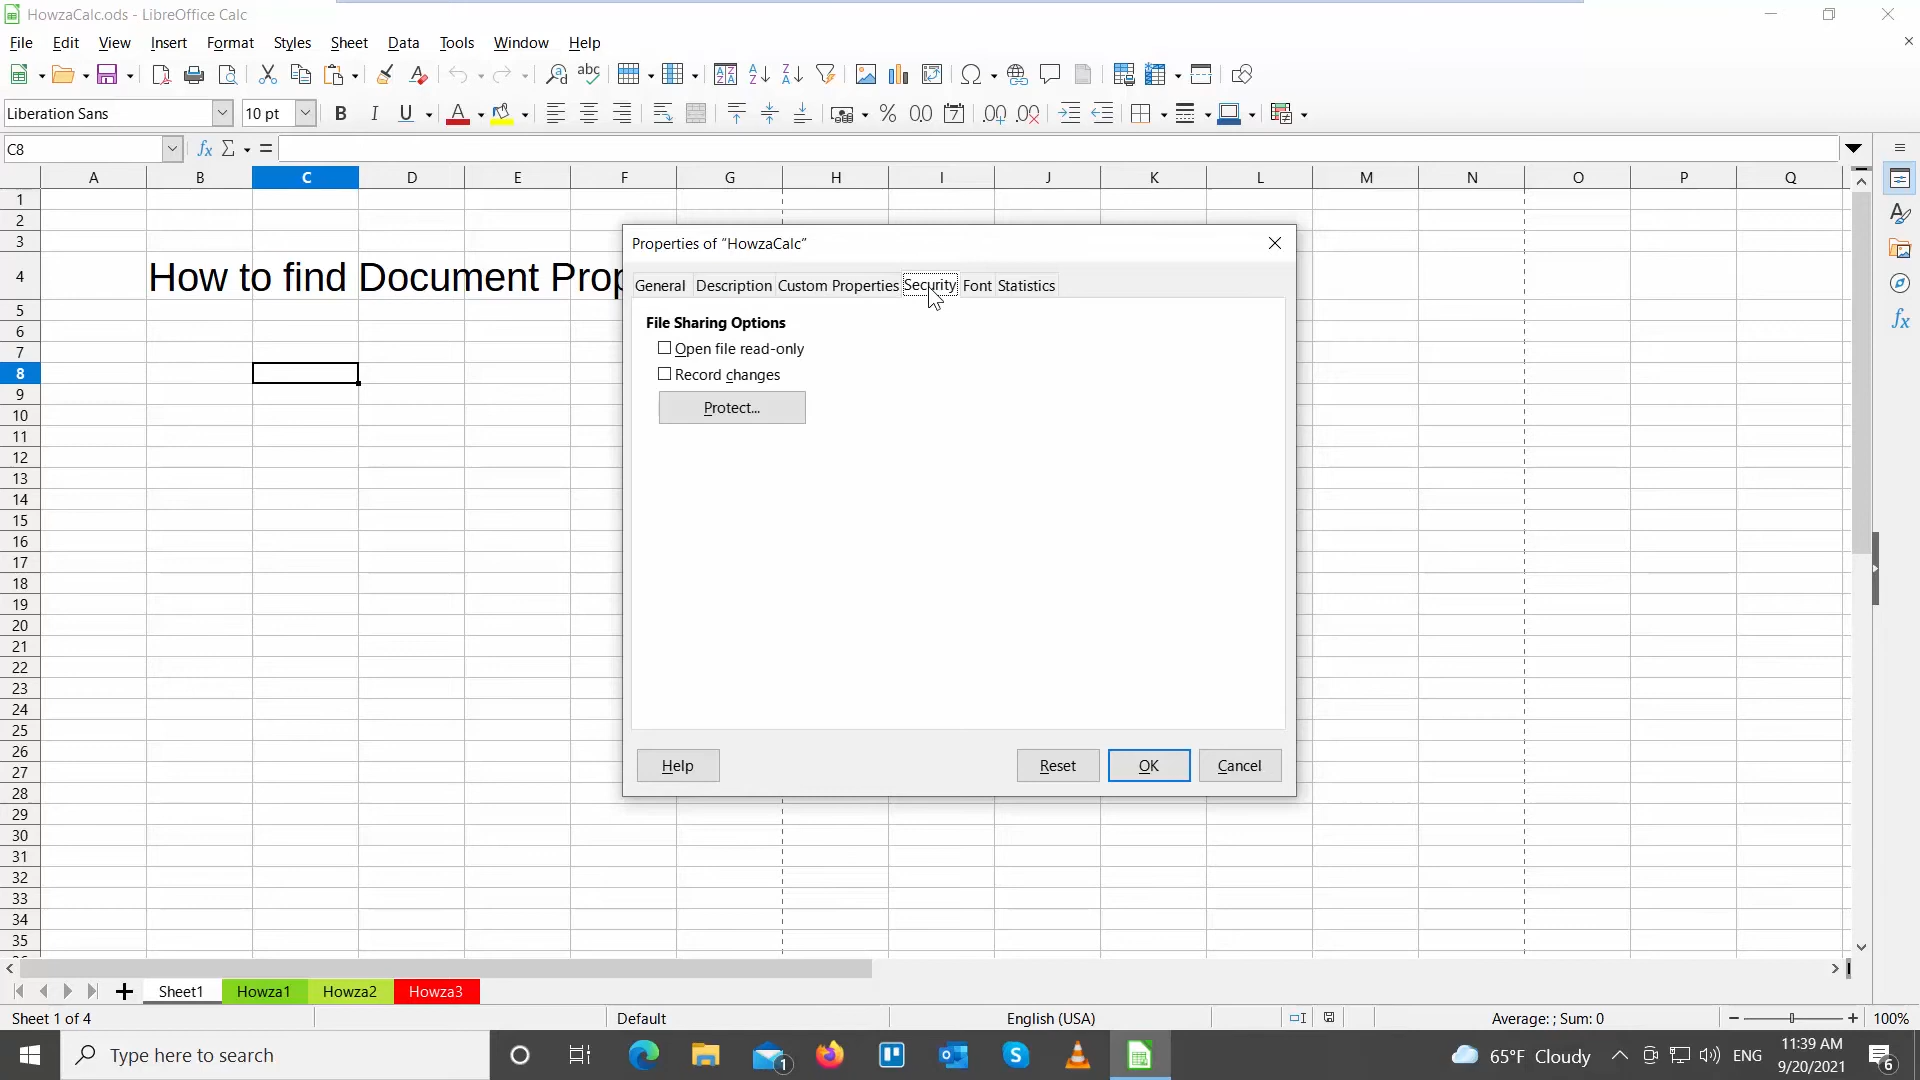 HowzaCalc.ods - LibreOffice Calc
File Edit View Insert Format Styles Sheet Data Tools Window Help
Liberation Sans 10 pt
C8
A B C D E F G H I J K L M N O P Q
1
2
3
4 How to find Document Prop
5
6
7
8
9
10
11
12
13
14
15
16
17
18
19
20
21
22
23
24
25
26
27
28
29
30
31
32
33
34
35
Properties of “HowzaCalc”
General Description Custom Properties Security Font Statistics
File Sharing Options
Open file read-only
Record changes
Protect...
Help Reset OK Cancel
Sheet1 Howza1 Howza2 Howza3
Sheet 1 of 4 Default English (USA) Average: ; Sum: 0 100%
Type here to search 1 65°F Cloudy ENG 11:39 AM 6
9/20/2021